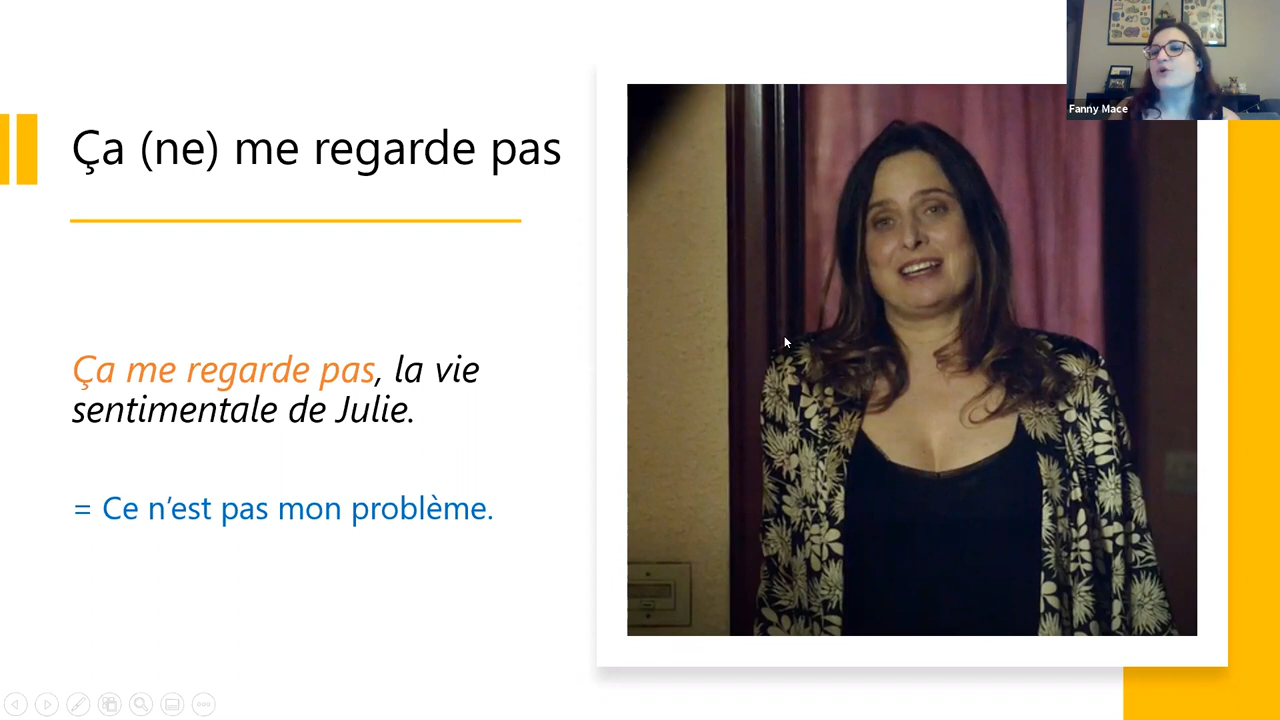 Fanny Mace
Ça (ne) me regarde pas
Ça me regarde pas, la vie
sentimentale de Julie.
= Ce n’est pas mon problème.